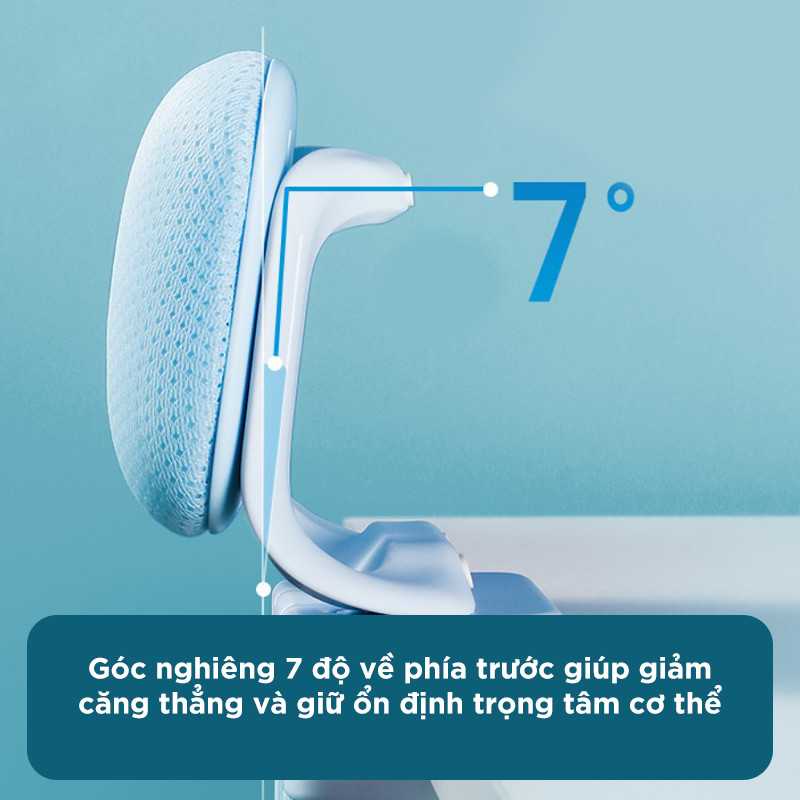 7°
Góc nghiêng 7 độ về phía trước giúp giảm
căng thẳng và giữ ổn định trọng tâm cơ thể